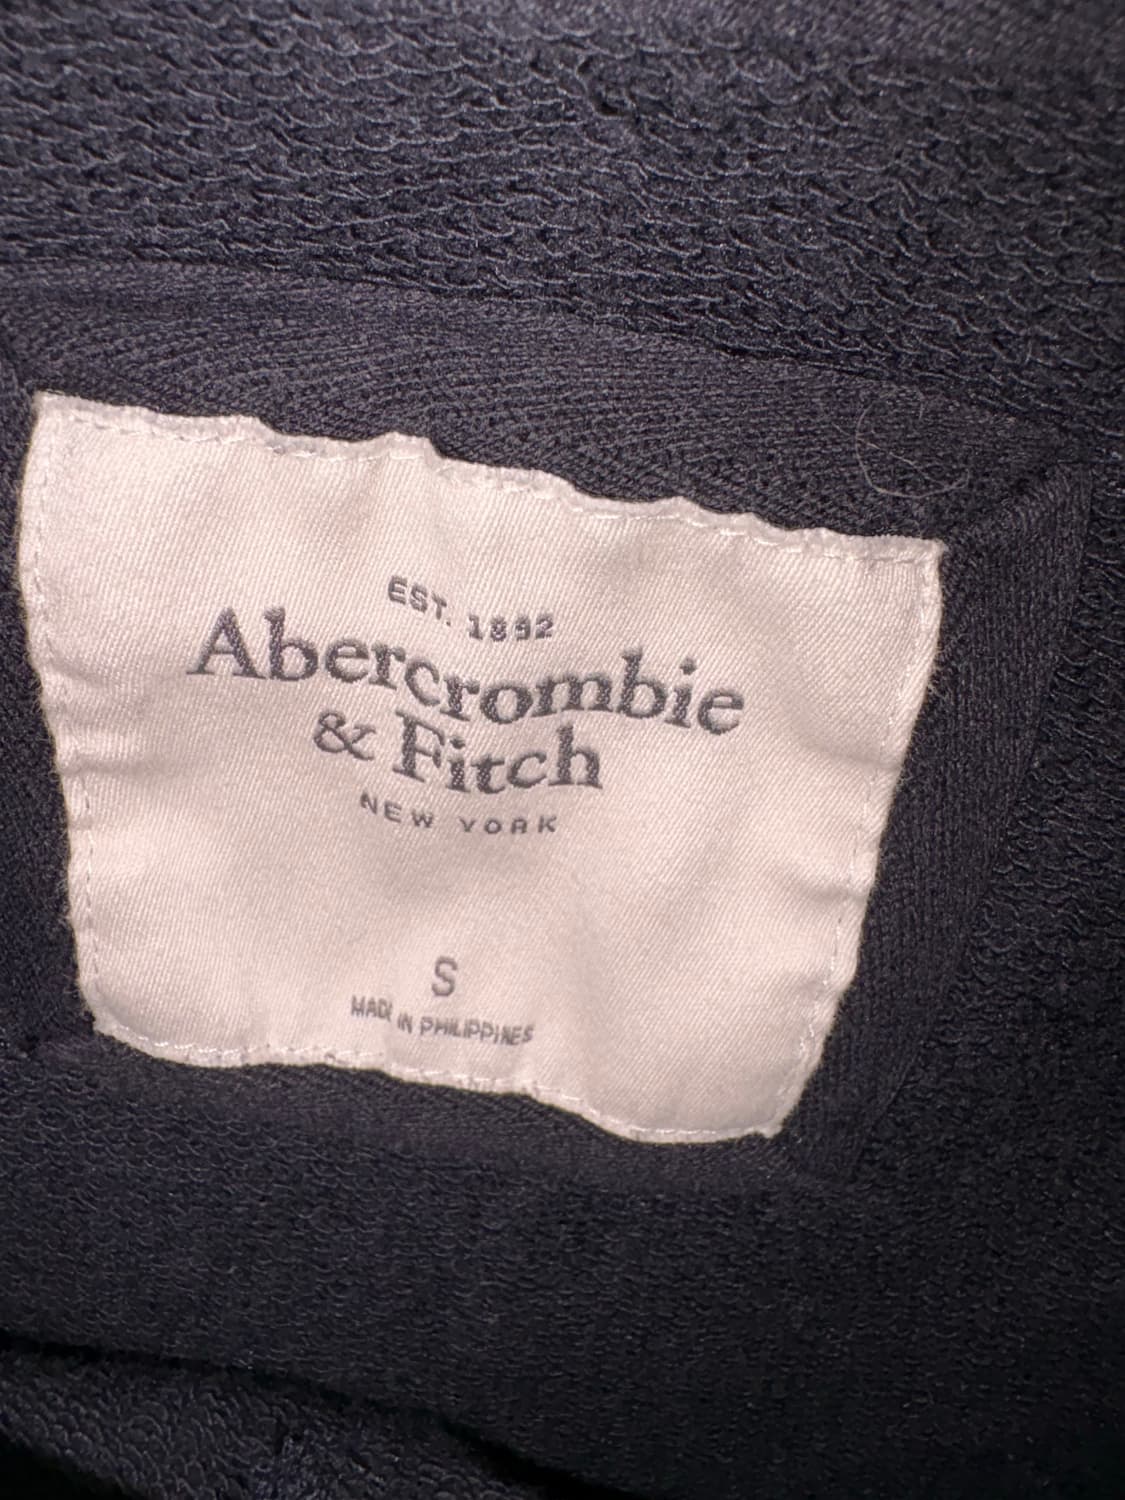 EST. 1892
Abercrombie
& Fitch
NEW YORK
S
MADE IN PHILIPPINES